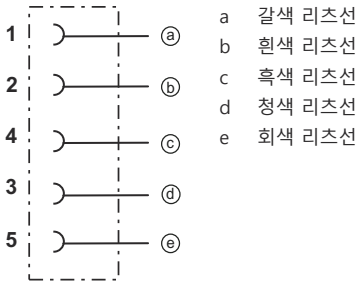 1 ⓐ
2 ⓑ
4 ⓒ
3 ⓓ
5 ⓔ
a 갈색 리츠선
b 흰색 리츠선
c 흑색 리츠선
d 청색 리츠선
e 회색 리츠선